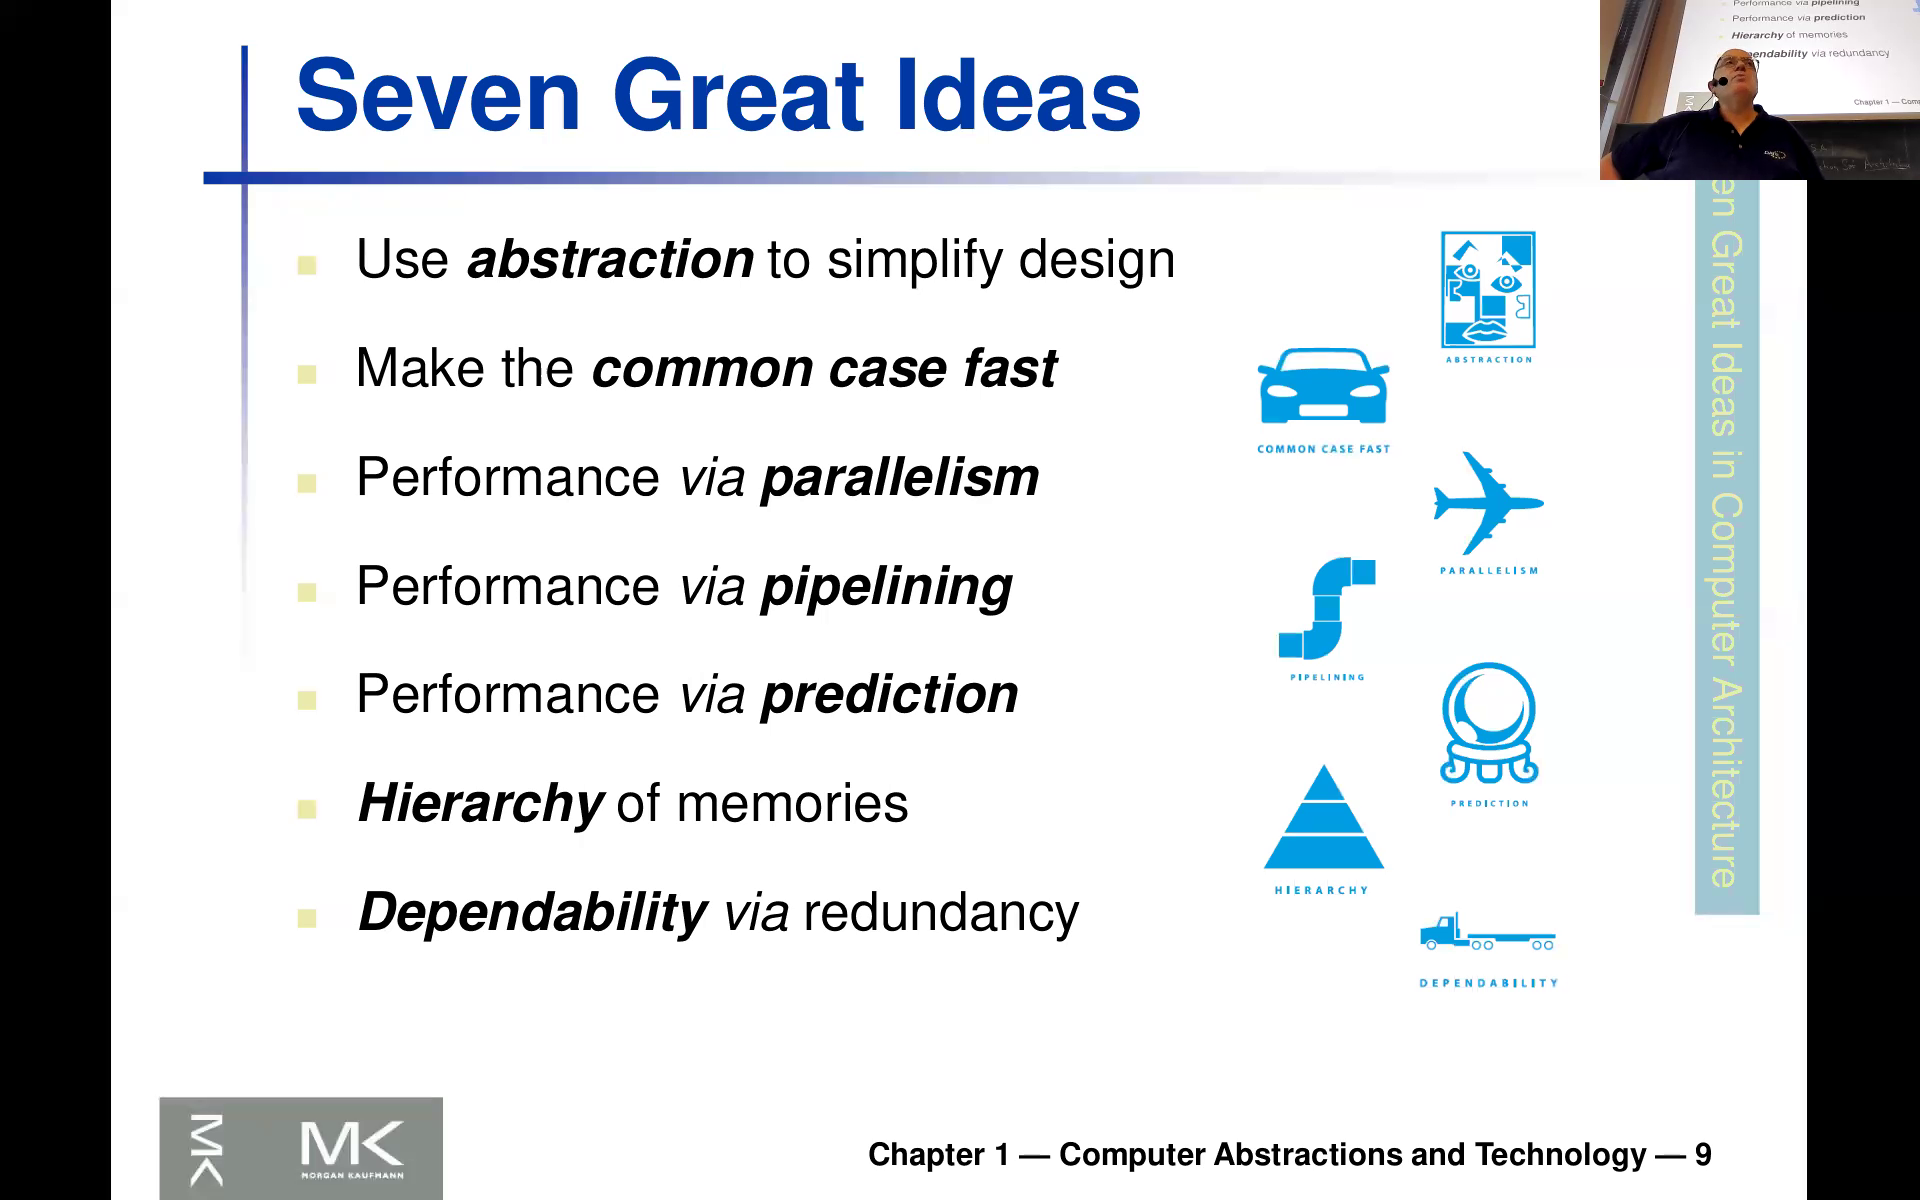 Seven Great Ideas
Performance via pipelining
Performance via prediction
Hierarchy of memories
endability via redundancy
Chapter 1 — Com
Use abstraction to simplify design
Make the common case fast
Performance via parallelism
Performance via pipelining
Performance via prediction
Hierarchy of memories
Dependability via redundancy
ABSTRACTION
COMMON CASE FAST
PARALLELISM
PIPELINING
PREDICTION
HIERARCHY
DEPENDABILITY
en Great Ideas in Computer Architecture
MK
MK
MORGAN KAUFMANN
Chapter 1 — Computer Abstractions and Technology — 9